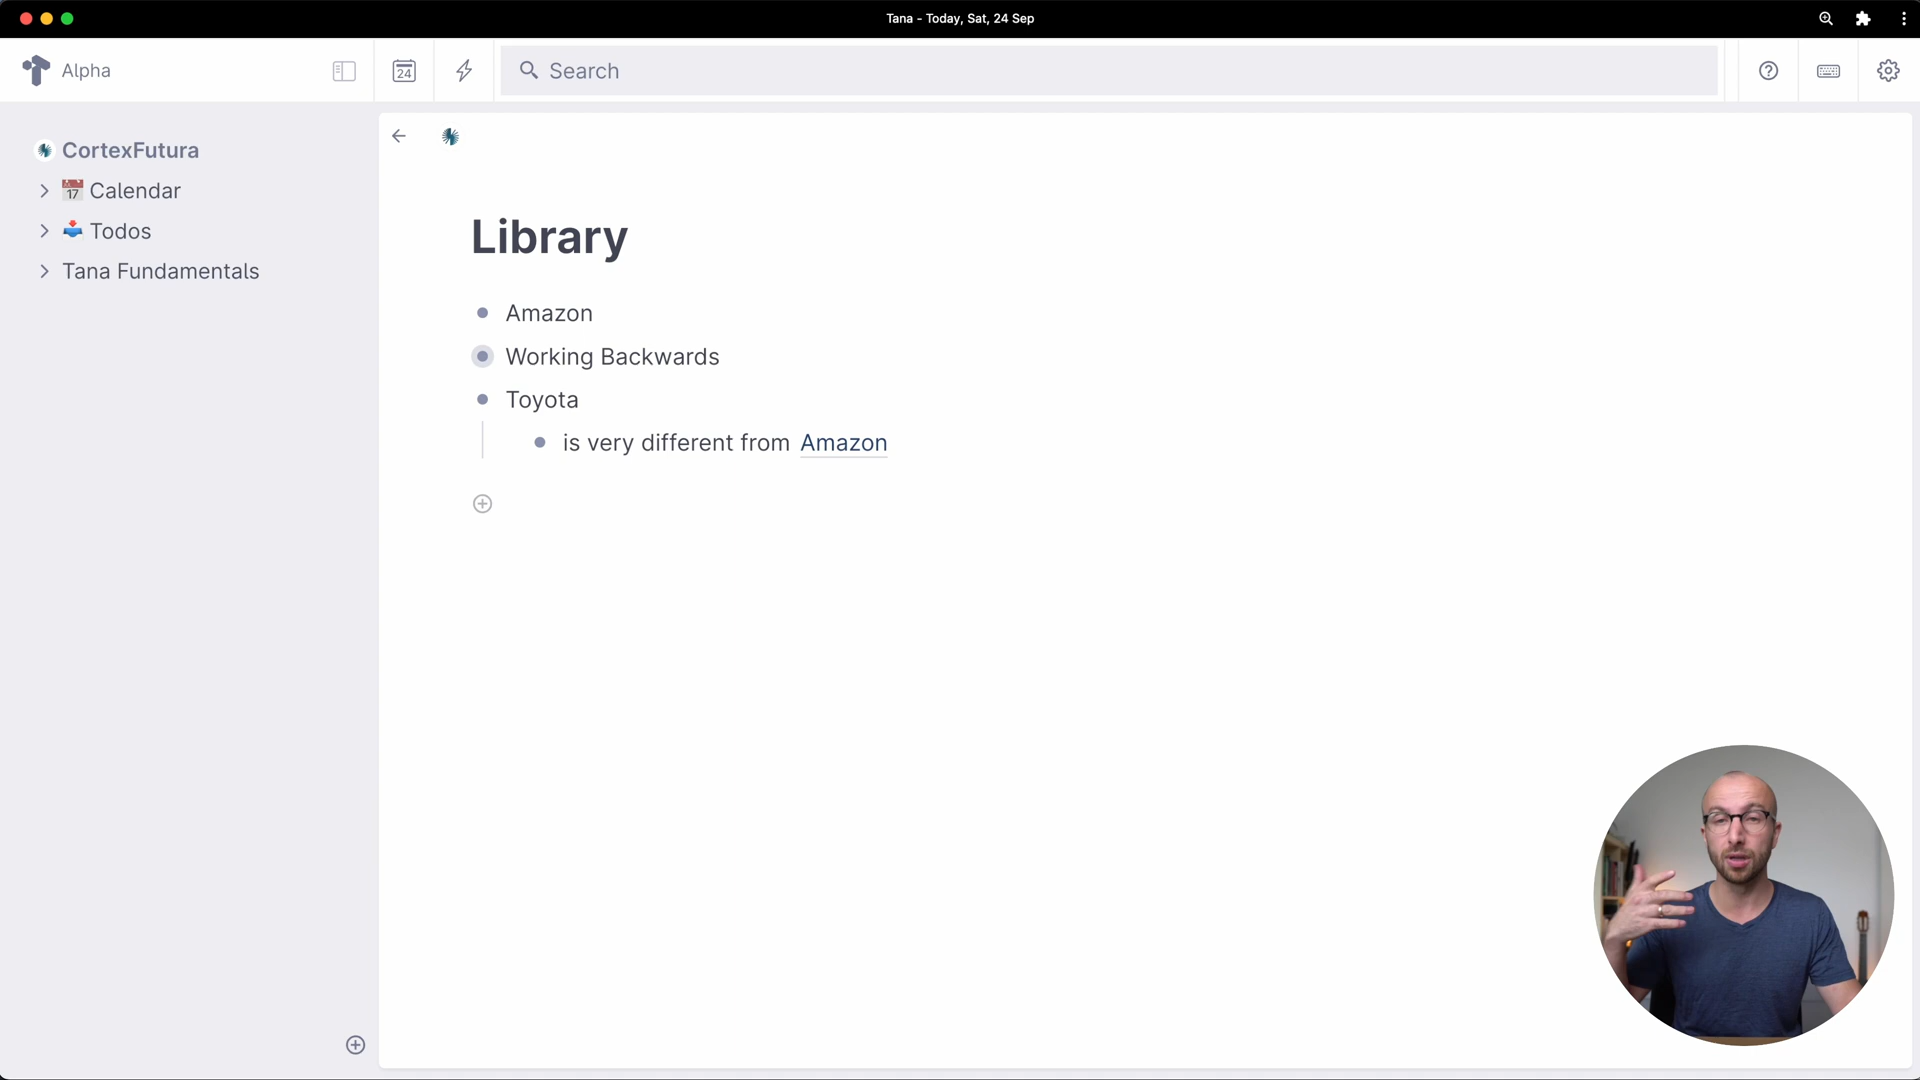 Tana - Today, Sat, 24 Sep
Alpha
24
Search
CortexFutura
17 Calendar
Todos
Tana Fundamentals
Library
Amazon
Working Backwards
Toyota
is very different from Amazon